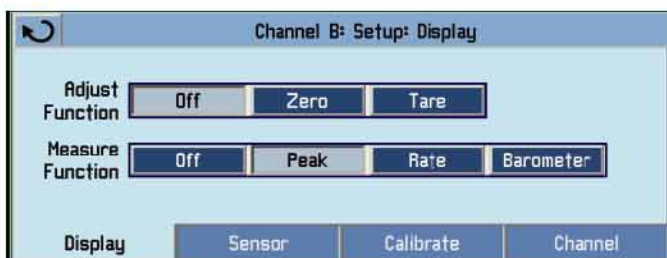 Channel B: Setup: Display
Adjust Function Off Zero Tare
Measure Function Off Peak Rate Barometer
Display Sensor Calibrate Channel